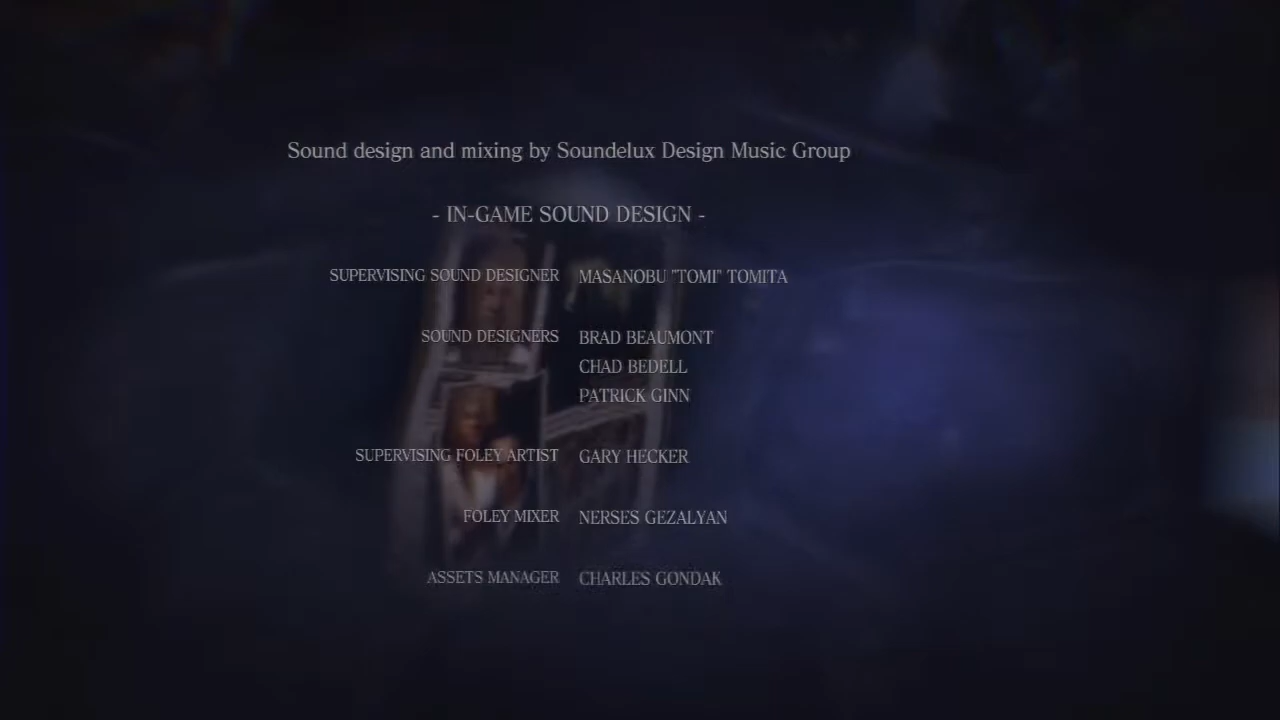 Sound design and mixing by Soundelux Design Music Group
- IN-GAME SOUND DESIGN -
SUPERVISING SOUND DESIGNER MASANOBU "TOMI" TOMITA
SOUND DESIGNERS BRAD BEAUMONT
CHAD BEDELL
PATRICK GINN
SUPERVISING FOLEY ARTIST GARY HECKER
FOLEY MIXER NERSES GEZALYAN
ASSETS MANAGER CHARLES GONDAK